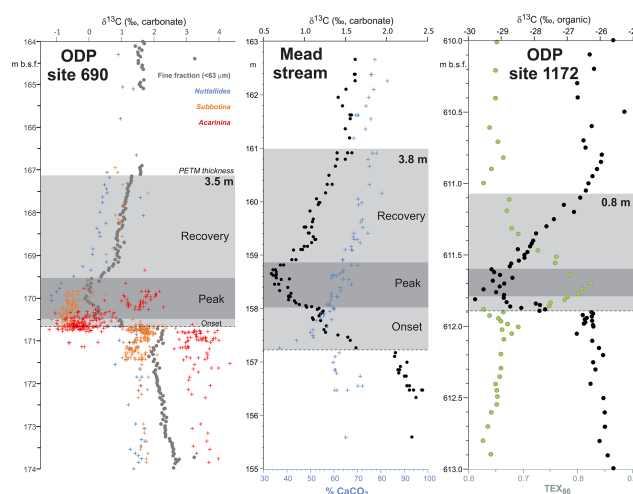 δ13C (‰, carbonate)
-1 0 1 2 3 4
164
m b.s.f.
165
166
167
168
169
170
171
172
173
174
ODP
site 690
Fine fraction (<63 μm)
Nuttallides
Subbotina
Acarinina
PETM thickness
3.5 m
Recovery
Peak
Onset
δ13C (‰, carbonate)
0.5 1.0 1.5 2.0 2.5
163
m
162
161
160
159
158
157
156
155
Mead
stream
3.8 m
Recovery
Peak
Onset
30 40 50 60 70 80 90 100
% CaCO3
δ13C (‰, organic)
-30 -29 -28 -27 -26
610.0
m b.s.f.
610.5
611.0
611.5
612.0
612.5
613.0
ODP
site 1172
0.8 m
0.6 0.7 0.8
TEX86